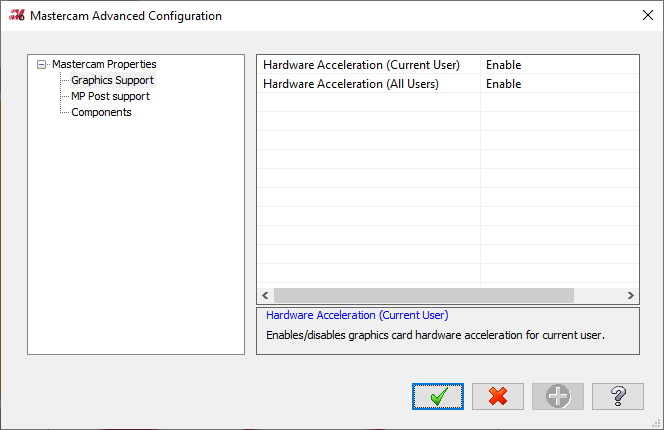 Mastercam Advanced Configuration
Mastercam Properties
Graphics Support
MP Post support
Components
Hardware Acceleration (Current User) Enable
Hardware Acceleration (All Users) Enable
Hardware Acceleration (Current User)
Enables/disables graphics card hardware acceleration for current user.